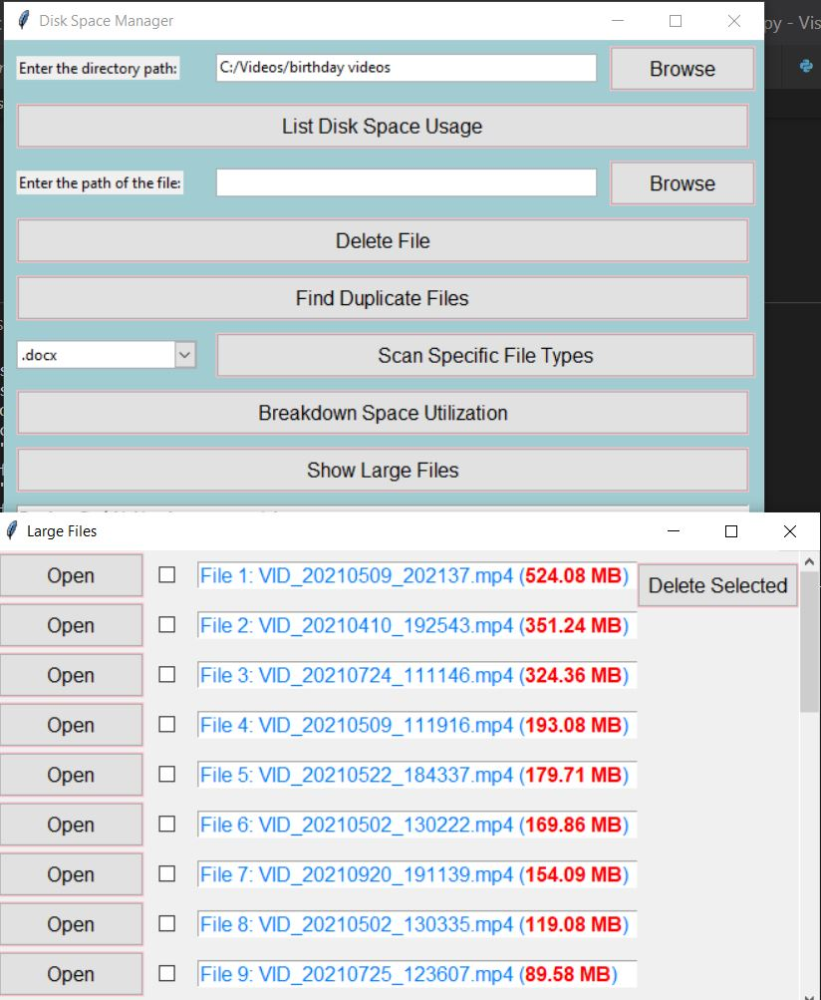 Disk Space Manager
py - Vis
Enter the directory path: C:/Videos/birthday videos Browse
List Disk Space Usage
Enter the path of the file: Browse
Delete File
Find Duplicate Files
.docx Scan Specific File Types
Breakdown Space Utilization
Show Large Files
Large Files
Open File 1: VID_20210509_202137.mp4 (524.08 MB) Delete Selected
Open File 2: VID_20210410_192543.mp4 (351.24 MB)
Open File 3: VID_20210724_111146.mp4 (324.36 MB)
Open File 4: VID_20210509_111916.mp4 (193.08 MB)
Open File 5: VID_20210522_184337.mp4 (179.71 MB)
Open File 6: VID_20210502_130222.mp4 (169.86 MB)
Open File 7: VID_20210920_191139.mp4 (154.09 MB)
Open File 8: VID_20210502_130335.mp4 (119.08 MB)
Open File 9: VID_20210725_123607.mp4 (89.58 MB)